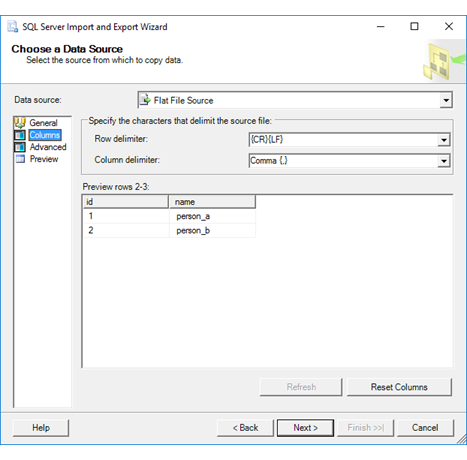 SQL Server Import and Export Wizard
Choose a Data Source
Select the source from which to copy data.
Data source: Flat File Source
General
Columns
Advanced
Preview
Specify the characters that delimit the source file:
Row delimiter: {CR}{LF}
Column delimiter: Comma {,}
Preview rows 2-3:
id name
1 person_a
2 person_b
Refresh Reset Columns
Help < Back Next > Finish >>| Cancel